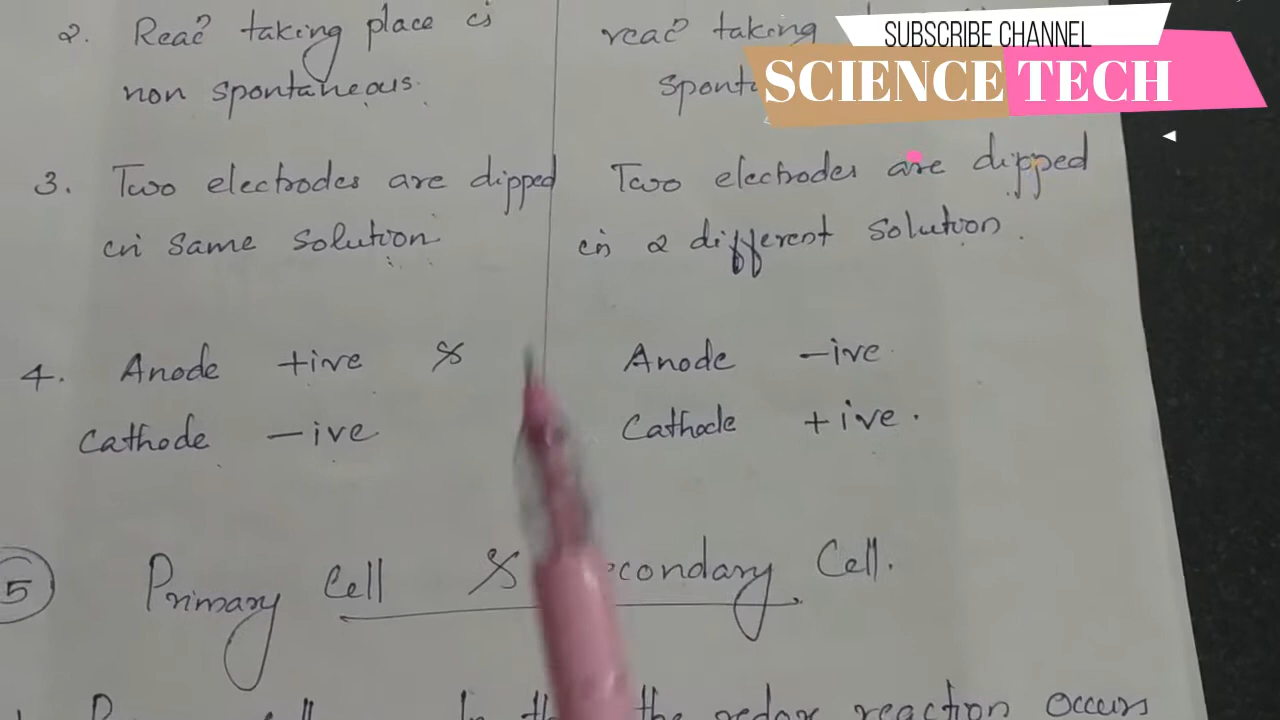 SUBSCRIBE CHANNEL
SCIENCE TECH
2. Reac? taking place is
non spontaneous.
reac? taking
3. Two electrodes are dipped
in same solution
Two electrodes are dipped
in 2 different solution.
4. Anode +ive &
Cathode -ive
Anode -ive
Cathode +ive.
5 Primary Cell & Secondary Cell.
the redox reaction occurs